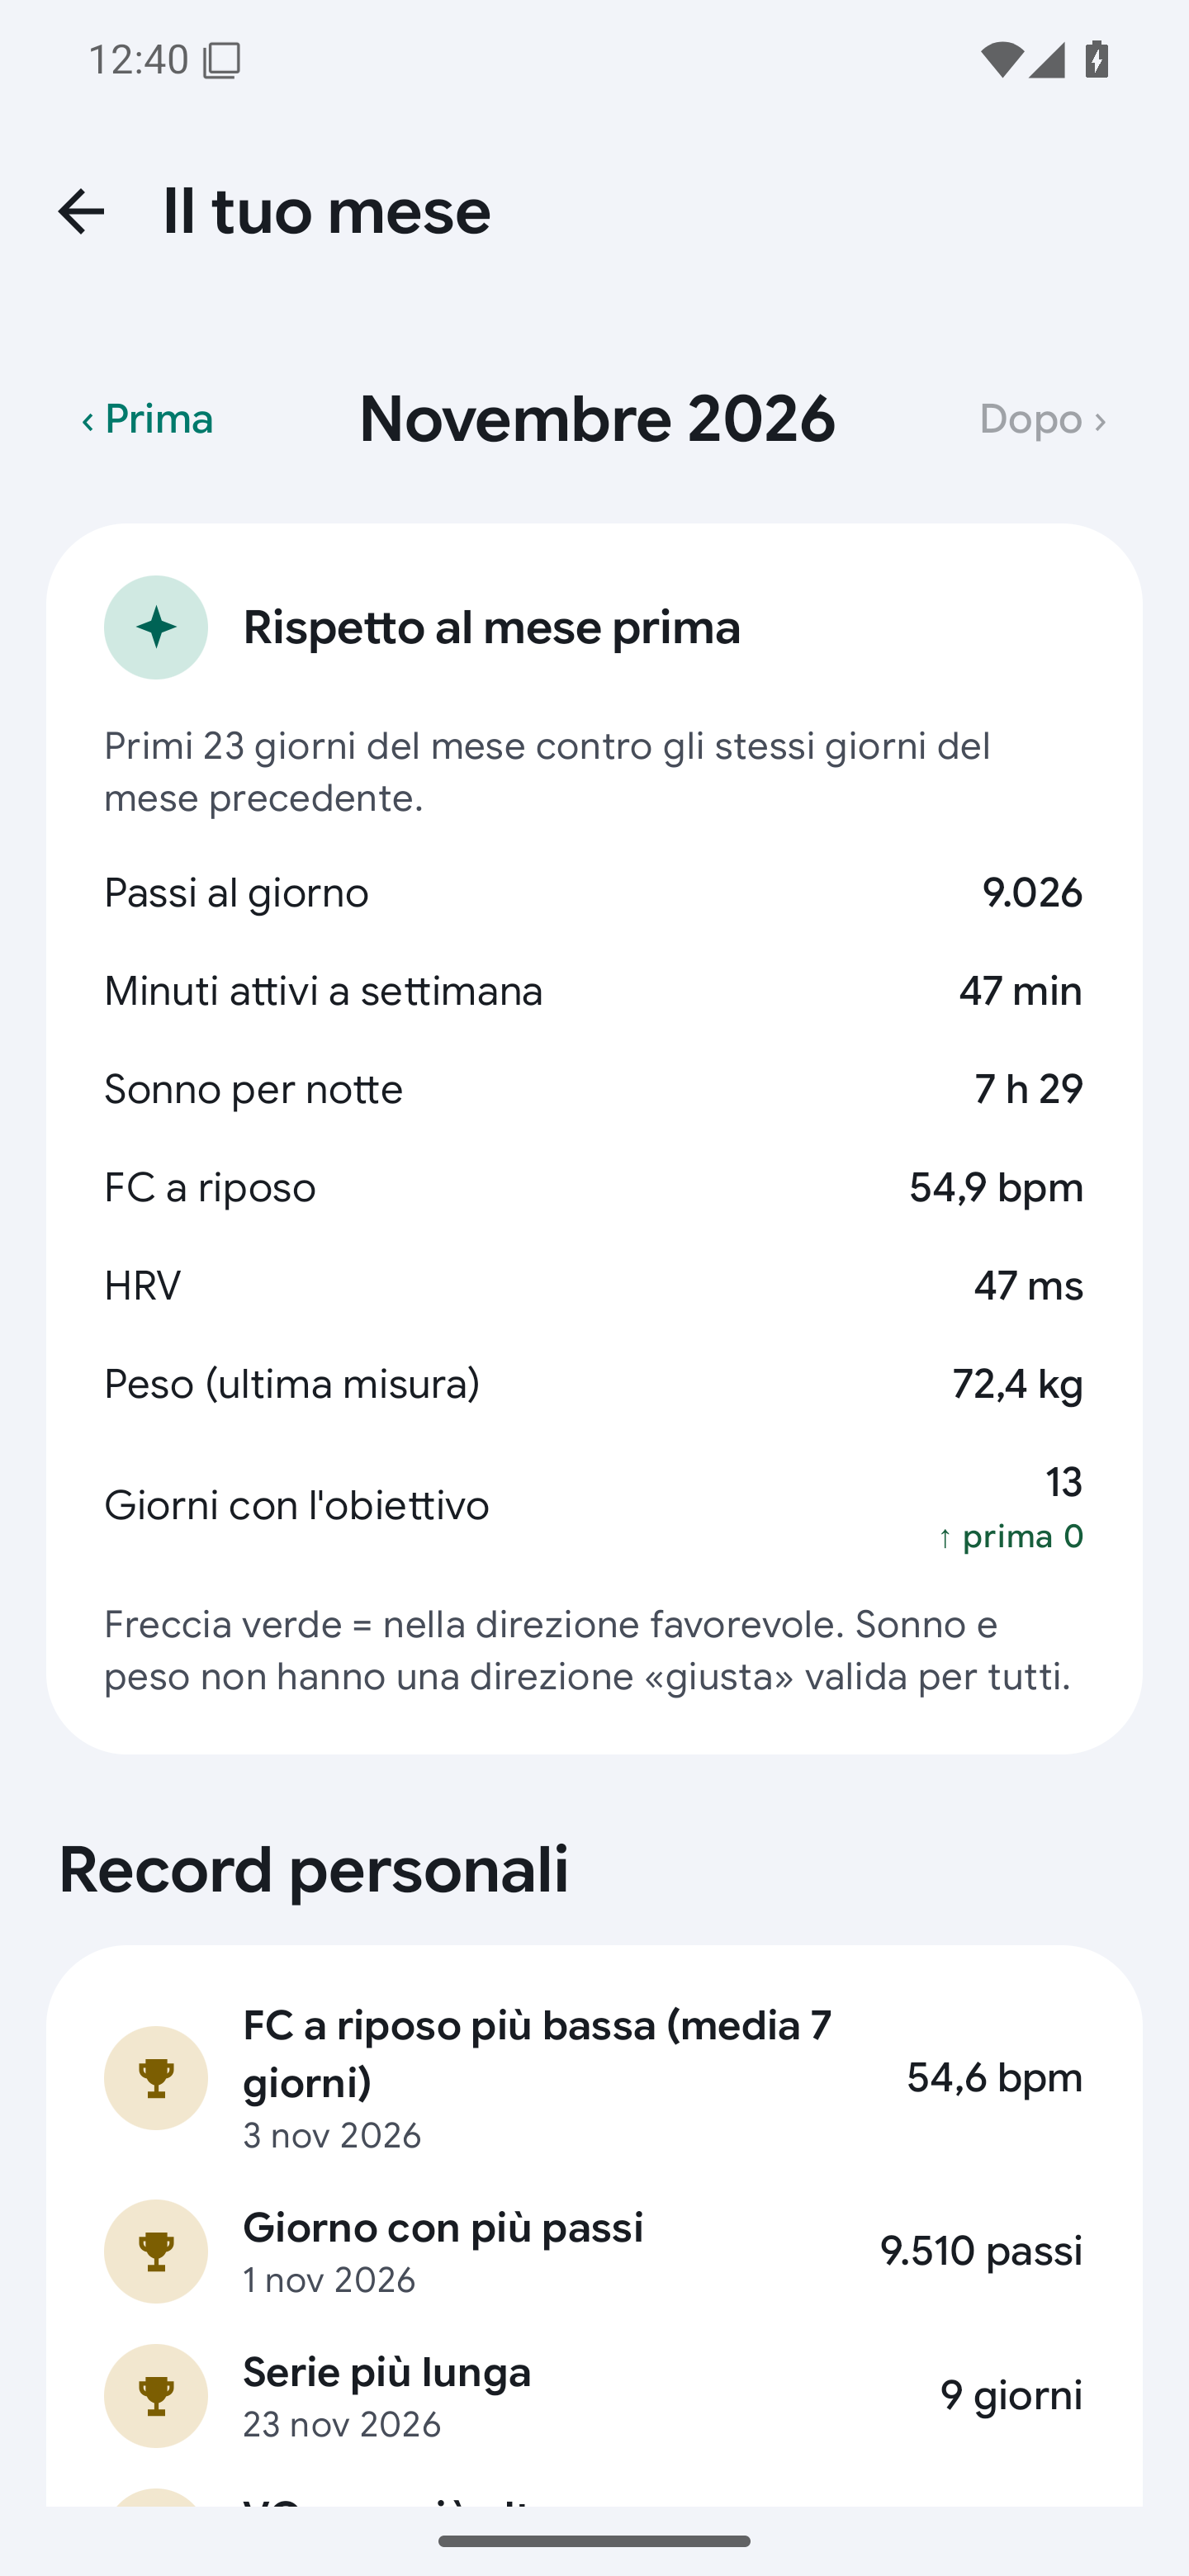 12:40
Il tuo mese
‹ Prima
Novembre 2026
Dopo ›
Rispetto al mese prima
Primi 23 giorni del mese contro gli stessi giorni del
mese precedente.
Passi al giorno
9.026
Minuti attivi a settimana
47 min
Sonno per notte
7 h 29
FC a riposo
54,9 bpm
HRV
47 ms
Peso (ultima misura)
72,4 kg
Giorni con l'obiettivo
13
↑ prima 0
Freccia verde = nella direzione favorevole. Sonno e
peso non hanno una direzione «giusta» valida per tutti.
Record personali
FC a riposo più bassa (media 7
giorni)
3 nov 2026
54,6 bpm
Giorno con più passi
1 nov 2026
9.510 passi
Serie più lunga
23 nov 2026
9 giorni